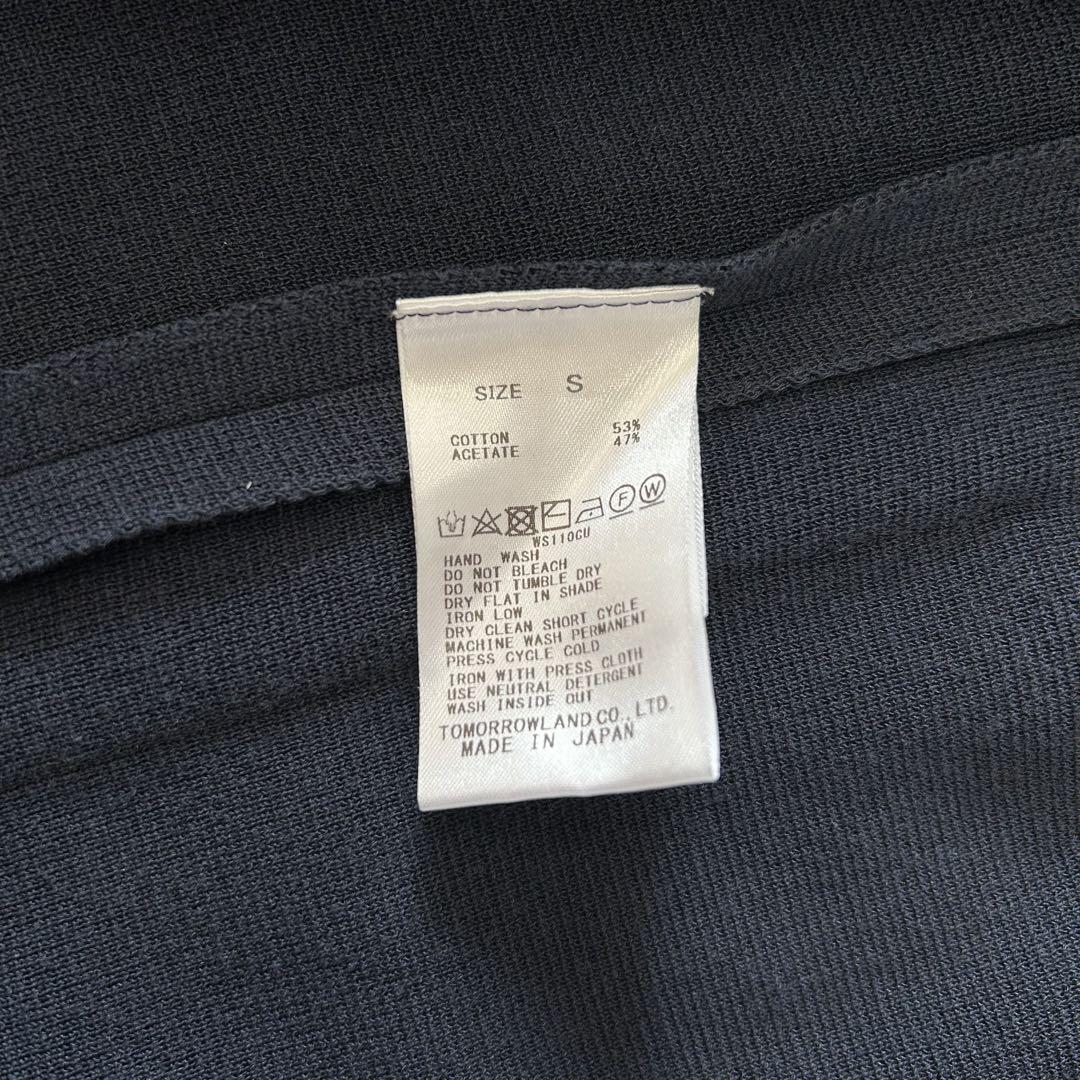 SIZE S
COTTON 53%
ACETATE 47%
F W
WS110CU
HAND WASH
DO NOT BLEACH
DO NOT TUMBLE DRY
DRY FLAT IN SHADE
IRON LOW
DRY CLEAN SHORT CYCLE
MACHINE WASH PERMANENT
PRESS CYCLE COLD
IRON WITH PRESS CLOTH
USE NEUTRAL DETERGENT
WASH INSIDE OUT
TOMORROWLAND CO., LTD.
MADE IN JAPAN